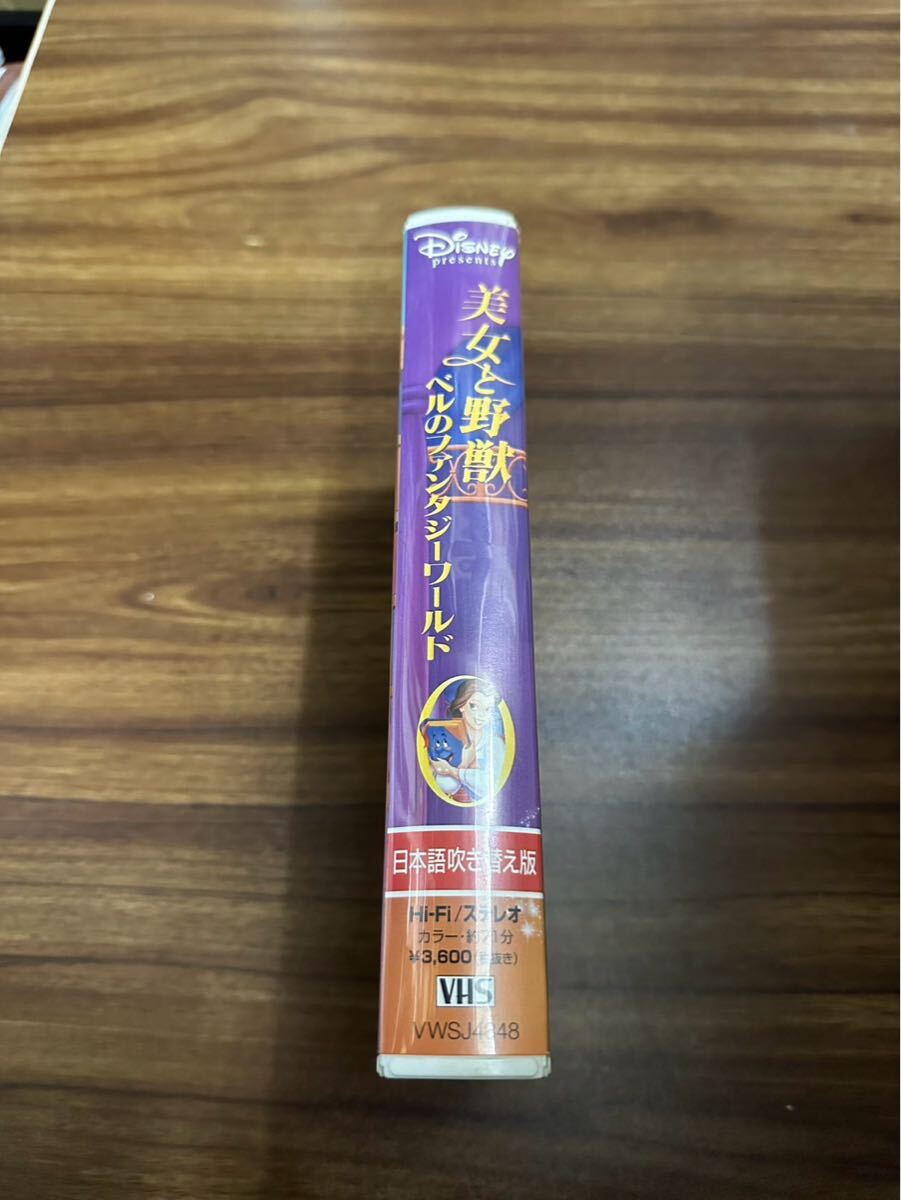 Disney
presents
美女と野獣
ベルのファンタジーワールド
日本語吹き替え版
Hi-Fi/ステレオ
カラー・約71分
¥3,600(税抜き)
VHS